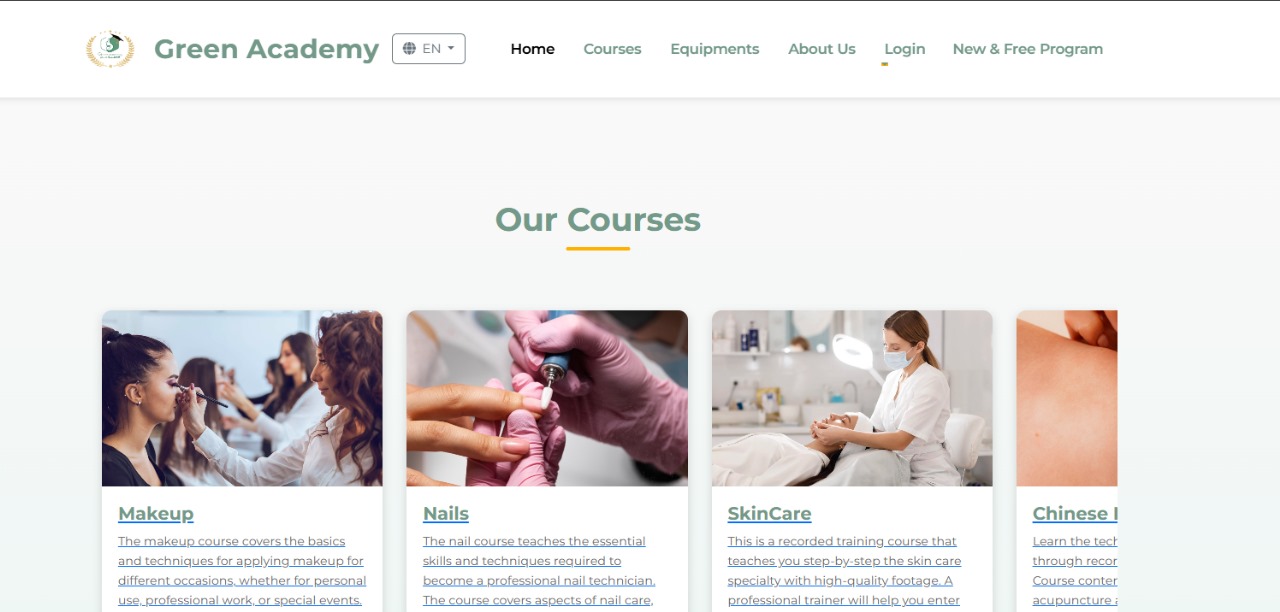 Green Academy
EN
Home
Courses
Equipments
About Us
Login
New & Free Program
Our Courses
Makeup
The makeup course covers the basics
and techniques for applying makeup for
different occasions, whether for personal
use, professional work, or special events.
Nails
The nail course teaches the essential
skills and techniques required to
become a professional nail technician.
The course covers aspects of nail care,
SkinCare
This is a recorded training course that
teaches you step-by-step the skin care
specialty with high-quality footage. A
professional trainer will help you enter
Chinese
Learn the tech
through recor
Course conter
acupuncture